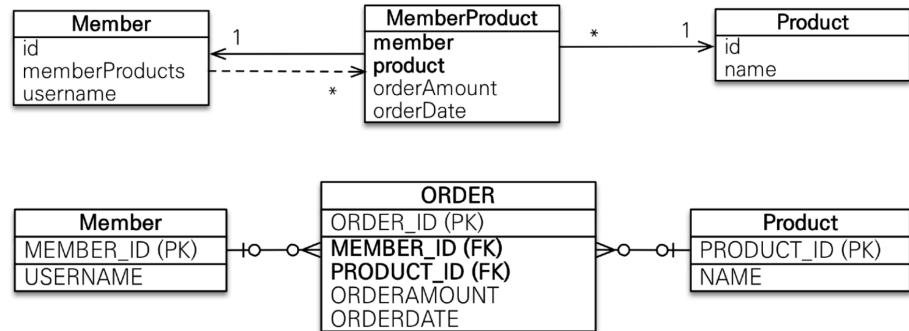 Member
id
memberProducts
username
1
*
MemberProduct
member
product
orderAmount
orderDate
*
1
Product
id
name
Member
MEMBER_ID (PK)
USERNAME
ORDER
ORDER_ID (PK)
MEMBER_ID (FK)
PRODUCT_ID (FK)
ORDERAMOUNT
ORDERDATE
Product
PRODUCT_ID (PK)
NAME